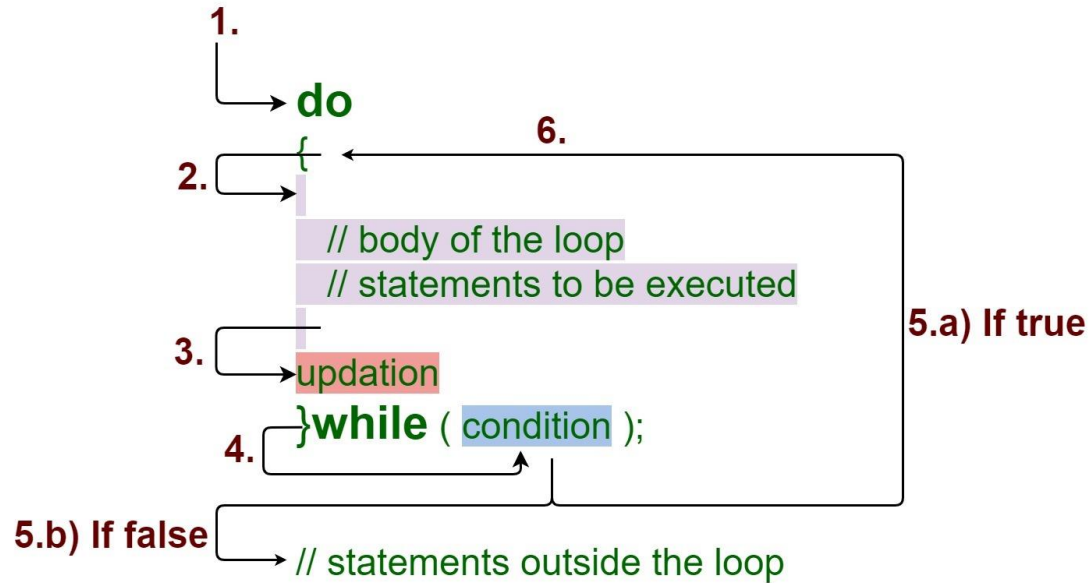 1.
do
6.
{
2.
// body of the loop
// statements to be executed
5.a) If true
3.
updation
}while ( condition );
4.
5.b) If false
// statements outside the loop